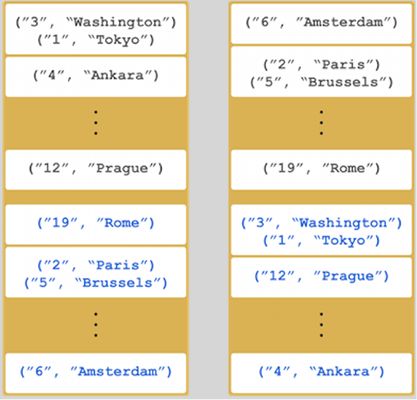 ("3", "Washington")
("1", "Tokyo")
("4", "Ankara")
("12", "Prague")
("19", "Rome")
("2", "Paris")
("5", "Brussels")
("6", "Amsterdam")
("6", "Amsterdam")
("2", "Paris")
("5", "Brussels")
("19", "Rome")
("3", "Washington")
("1", "Tokyo")
("12", "Prague")
("4", "Ankara")